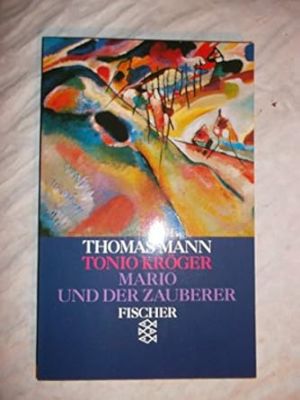 THOMAS MANN
TONIO KRÖGER
MARIO
UND DER ZAUBERER
FISCHER